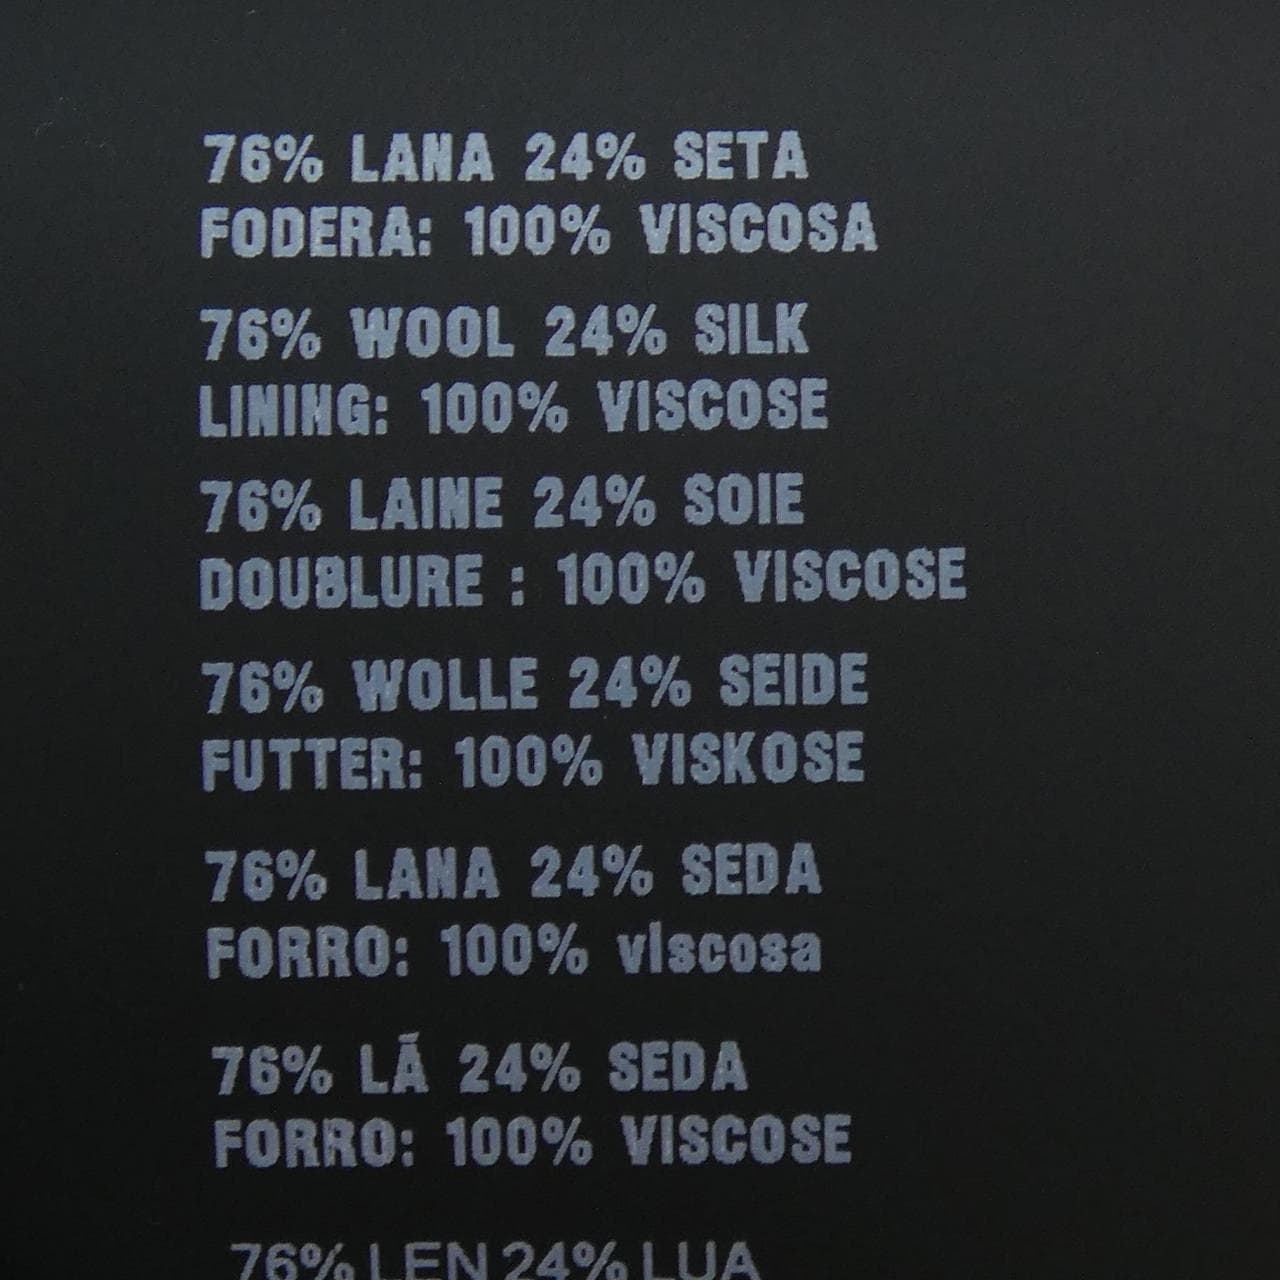 76% LANA 24% SETA
FODERA: 100% VISCOSA
76% WOOL 24% SILK
LINING: 100% VISCOSE
76% LAINE 24% SOIE
DOUBLURE : 100% VISCOSE
76% WOLLE 24% SEIDE
FUTTER: 100% VISKOSE
76% LANA 24% SEDA
FORRO: 100% viscosa
76% LÃ 24% SEDA
FORRO: 100% VISCOSE
76% LEN 24% LUA